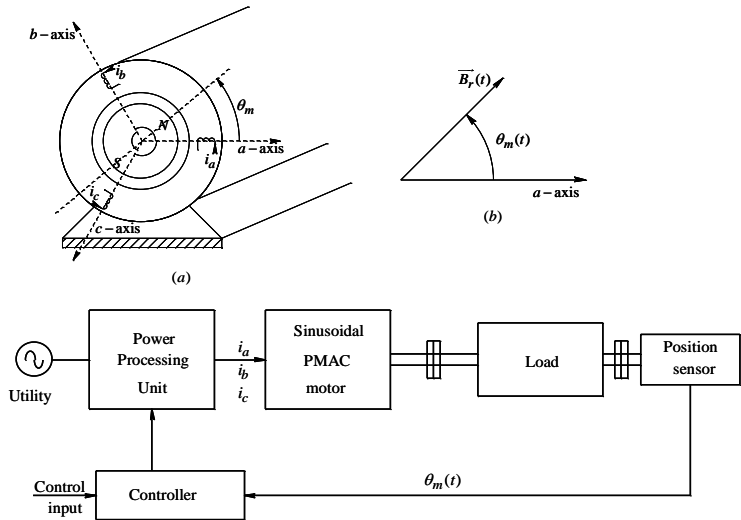 b – axis
i_b
N
θ_m
S
i_a
a – axis
i_c
c – axis
(a)
B_r(t)
θ_m(t)
a – axis
(b)
Power
Processing
Unit
i_a
i_b
i_c
Sinusoidal
PMAC
motor
Load
Position
sensor
Utility
Control
input
Controller
θ_m(t)